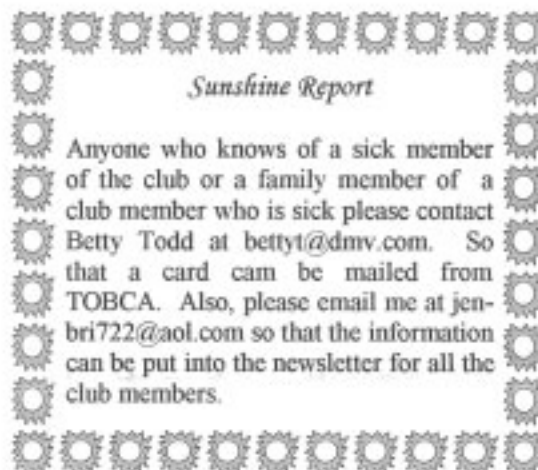 Sunshine Report
Anyone who knows of a sick member
of the club or a family member of a
club member who is sick please contact
Betty Todd at bettyt@dmv.com. So
that a card cam be mailed from
TOBCA. Also, please email me at jen-
bri722@aol.com so that the information
can be put into the newsletter for all the
club members.